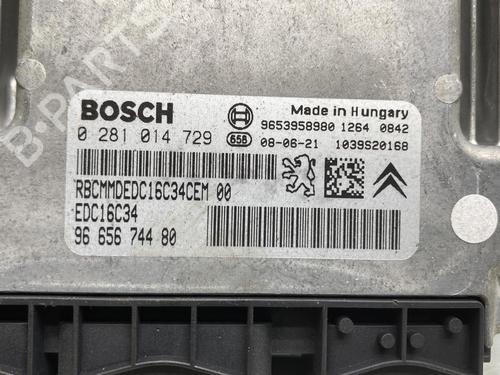 BOSCH
Made in Hungary
9653958980 1264 0842
0 281 014 729
658
08-06-21 1039S20168
RBCMMDEDC16C34CEM 00
EDC16C34
96 656 744 80
B-PARTS